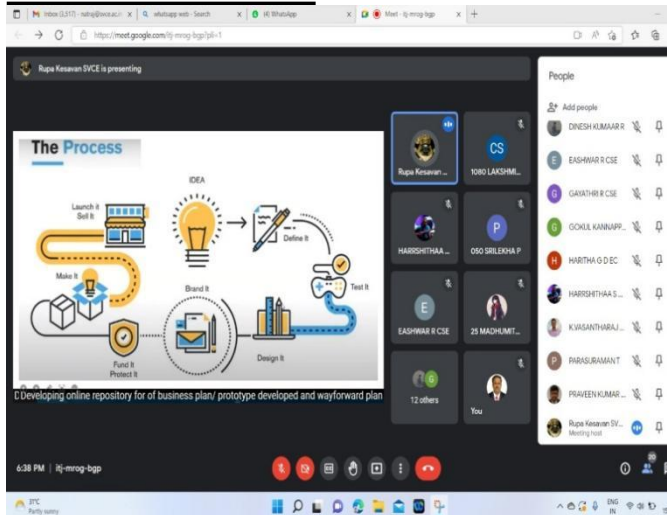 Inbox (3,317) - natraj@svce.ac.in
whatsapp web - Search
(4) WhatsApp
Meet - itj-mrog-bgp
https://meet.google.com/itj-mrog-bgp?pli=1
Rupa Kesavan SVCE is presenting
The Process
IDEA
Launch it
Sell It
Define It
Make It
Brand It
Test It
Fund It
Protect It
Design It
Developing online repository for of business plan/ prototype developed and wayforward plan
Rupa Kesavan ...
CS
1080 LAKSHMI...
HARRSHITHAA ...
P
050 SRILEKHA P
E
EASHWAR R CSE
25 MADHUMIT...
G
12 others
You
People
Add people
DINESH KUMAAR R
E
EASHWAR R CSE
G
GAYATHRI R CSE
G
GOKUL KANNAPP...
H
HARITHA G D EC
HARRSHITHAA S...
K.VASANTHARAJ...
P
PARASURAMAN T
PRAVEEN KUMAR ...
Rupa Kesavan SV...
Meeting host
6:38 PM | itj-mrog-bgp
20
31°C
Partly sunny
ENG
IN